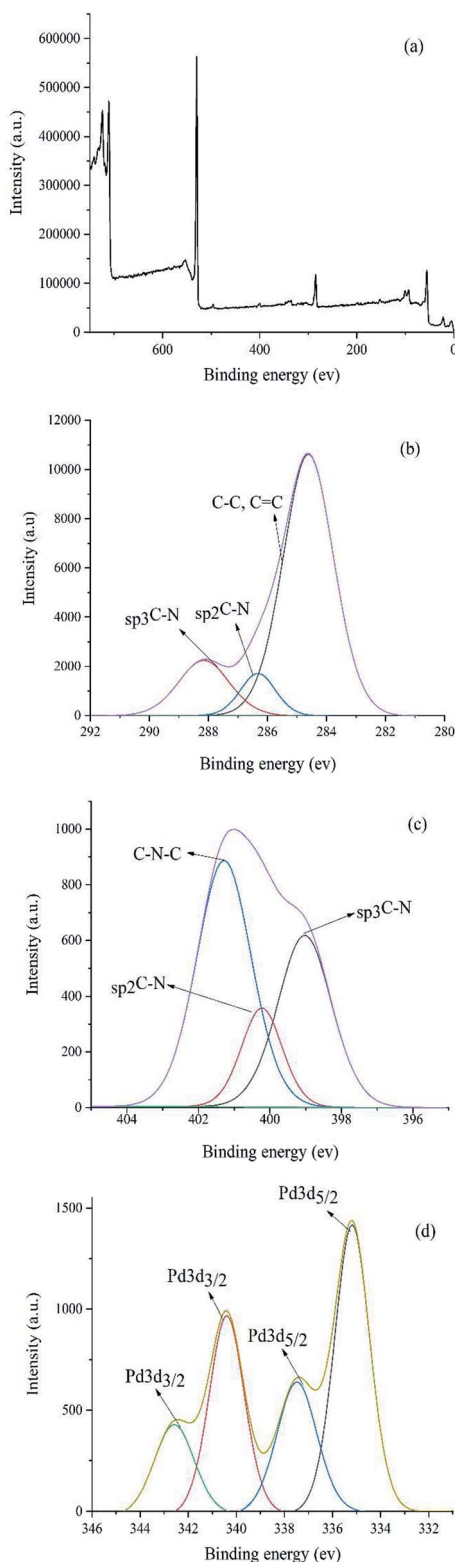 (a)
Intensity (a.u.)
600000
500000
400000
300000
200000
100000
0
600 400 200 0
Binding energy (ev)
(b)
Intensity (a.u)
12000
10000
8000
6000
4000
2000
0
C-C, C=C
sp3C-N
sp2C-N
292 290 288 286 284 282 280
Binding energy (ev)
(c)
Intensity (a.u.)
1000
800
600
400
200
0
C-N-C
sp3C-N
sp2C-N
404 402 400 398 396
Binding energy (ev)
(d)
Intensity (a.u.)
1500
1000
500
0
Pd3d5/2
Pd3d3/2
Pd3d5/2
Pd3d3/2
346 344 342 340 338 336 334 332
Binding energy (ev)